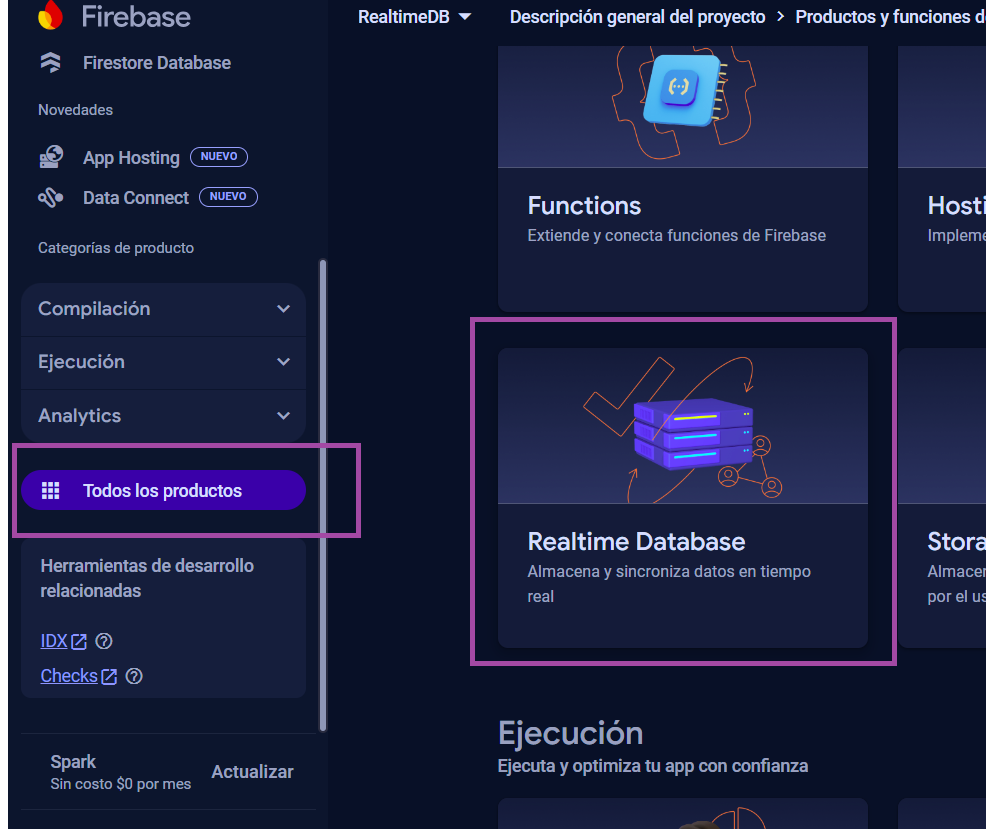 Firebase
Firestore Database
Novedades
App Hosting NUEVO
Data Connect NUEVO
Categorías de producto
Compilación
Ejecución
Analytics
Todos los productos
Herramientas de desarrollo
relacionadas
IDX
Checks
Spark
Sin costo $0 por mes
Actualizar
RealtimeDB
Descripción general del proyecto > Productos y funciones de
Functions
Extiende y conecta funciones de Firebase
Hosti
Impleme
Realtime Database
Almacena y sincroniza datos en tiempo
real
Stora
Almacen
por el us
Ejecución
Ejecuta y optimiza tu app con confianza